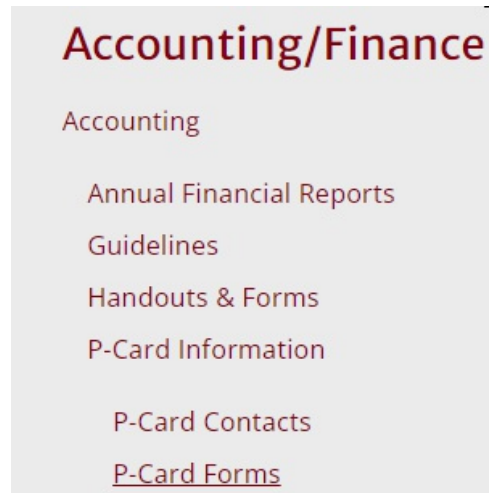 Accounting/Finance
Accounting
Annual Financial Reports
Guidelines
Handouts & Forms
P-Card Information
P-Card Contacts
P-Card Forms